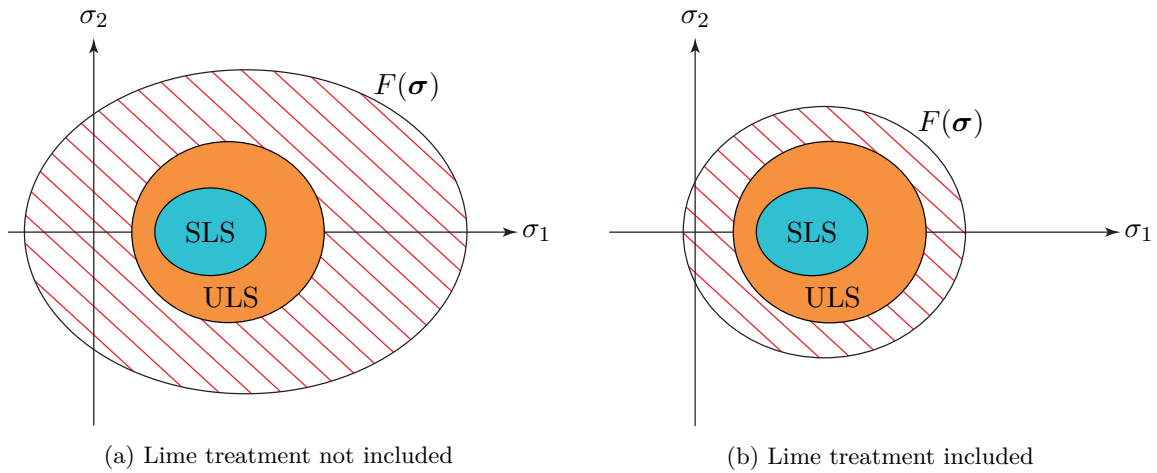 σ₂
F(σ)
SLS
σ₁
ULS
(a) Lime treatment not included
σ₂
F(σ)
SLS
σ₁
ULS
(b) Lime treatment included